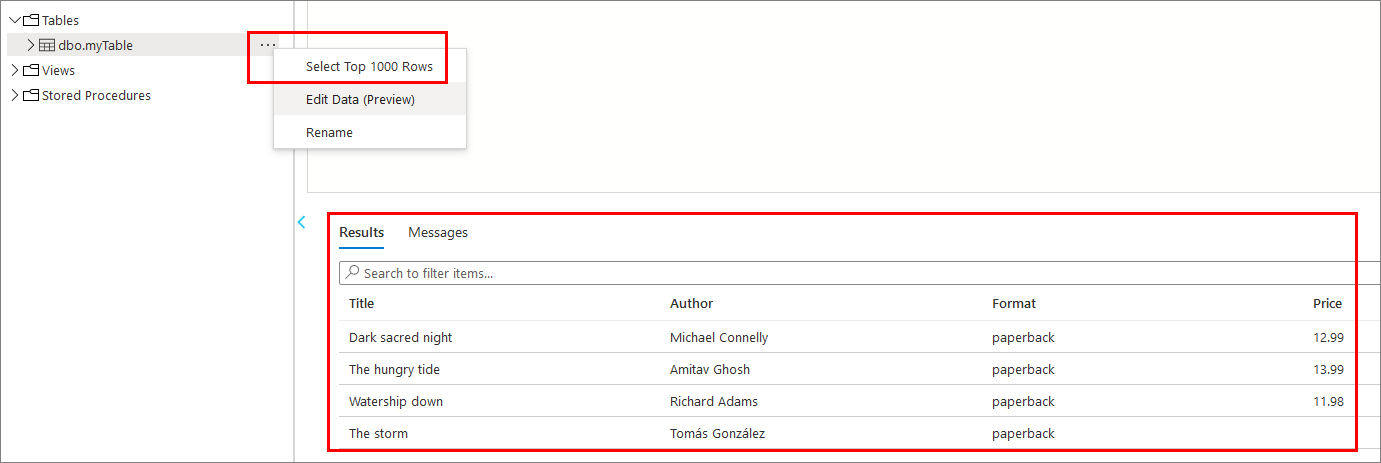 Tables
dbo.myTable
...
Select Top 1000 Rows
Views
Edit Data (Preview)
Stored Procedures
Rename
Results Messages
Search to filter items...
Title Author Format Price
Dark sacred night Michael Connelly paperback 12.99
The hungry tide Amitav Ghosh paperback 13.99
Watership down Richard Adams paperback 11.98
The storm Tomás González paperback